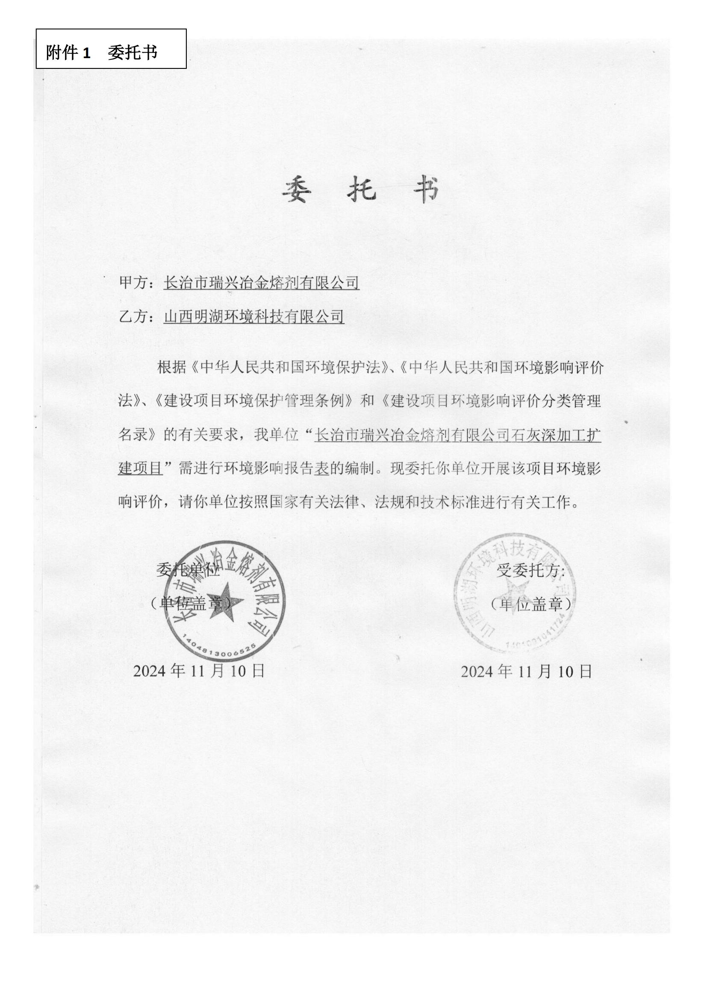 附件 1 委托书
委 托 书
甲方：长治市瑞兴冶金熔剂有限公司
乙方：山西明湖环境科技有限公司
根据《中华人民共和国环境保护法》、《中华人民共和国环境影响评价
法》、《建设项目环境保护管理条例》和《建设项目环境影响评价分类管理
名录》的有关要求，我单位“长治市瑞兴冶金熔剂有限公司石灰深加工扩
建项目”需进行环境影响报告表的编制。现委托你单位开展该项目环境影
响评价，请你单位按照国家有关法律、法规和技术标准进行有关工作。
委托单位
受委托方:
（单位盖章）
（单位盖章）
长治市瑞兴冶金熔剂有限公司
1404813006525
山西明湖环境科技有限公司
2024 年 11 月 10 日
2024 年 11 月 10 日